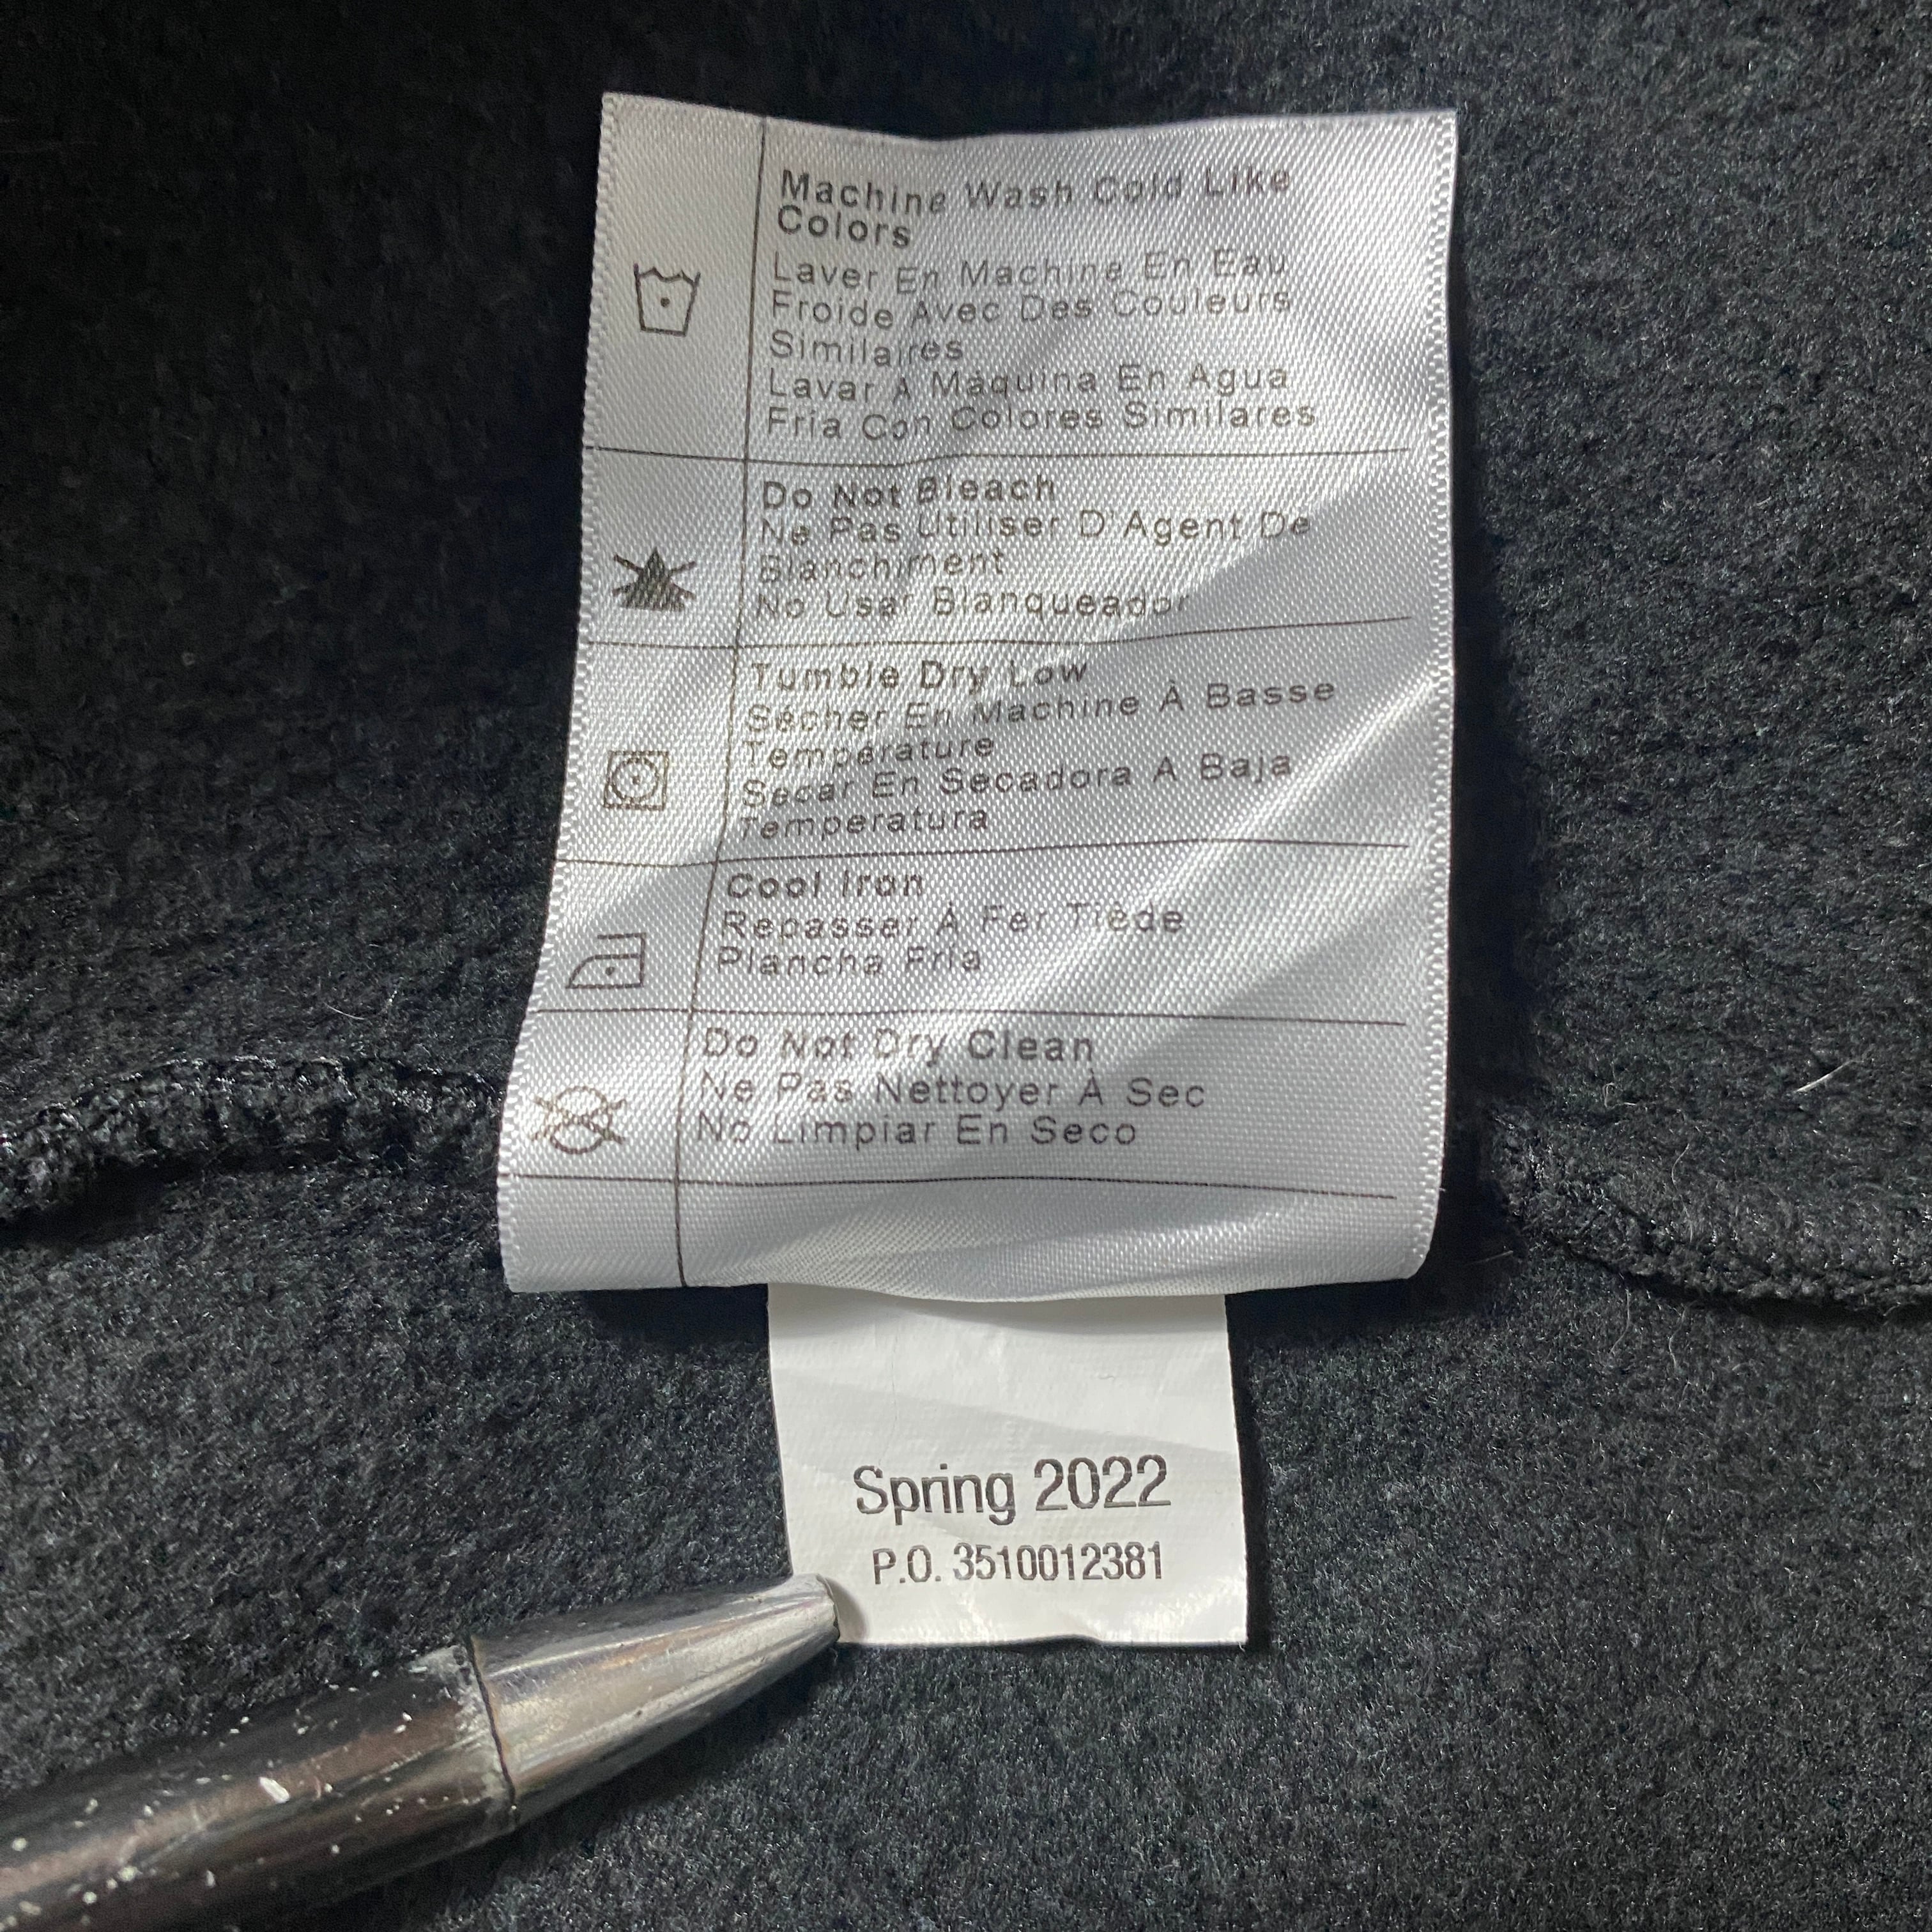 Machine Wash Cold Like
Colors
Laver En Machine En Eau
Froide Avec Des Couleurs
Similaires
Lavar A Máquina En Agua
Fría Con Colores Similares
Do Not Bleach
Ne Pas Utiliser D'Agent De
Blanchiment
No Usar Blanqueador
Tumble Dry Low
Sécher En Machine À Basse
Température
Secar En Secadora A Baja
Temperatura
Cool Iron
Repasser À Fer Tiède
Plancha Fría
Do Not Dry Clean
Ne Pas Nettoyer À Sec
No Limpiar En Seco
Spring 2022
P.O. 3510012381